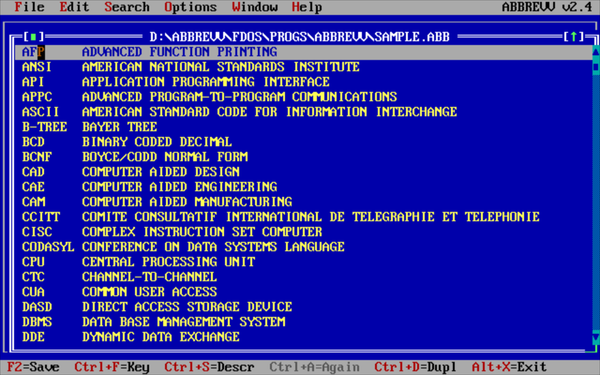 File Edit Search Options Window Help ABBREVV v2.4
[■] D:\ABBREVV\FDOS\PROGS\ABBREVV\SAMPLE.ABB [↑]
AFP ADVANCED FUNCTION PRINTING
ANSI AMERICAN NATIONAL STANDARDS INSTITUTE
API APPLICATION PROGRAMMING INTERFACE
APPC ADVANCED PROGRAM-TO-PROGRAM COMMUNICATIONS
ASCII AMERICAN STANDARD CODE FOR INFORMATION INTERCHANGE
B-TREE BAYER TREE
BCD BINARY CODED DECIMAL
BCNF BOYCE/CODD NORMAL FORM
CAD COMPUTER AIDED DESIGN
CAE COMPUTER AIDED ENGINEERING
CAM COMPUTER AIDED MANUFACTURING
CCITT COMITE CONSULTATIF INTERNATIONAL DE TELEGRAPHIE ET TELEPHONIE
CISC COMPLEX INSTRUCTION SET COMPUTER
CODASYL CONFERENCE ON DATA SYSTEMS LANGUAGE
CPU CENTRAL PROCESSING UNIT
CTC CHANNEL-TO-CHANNEL
CUA COMMON USER ACCESS
DASD DIRECT ACCESS STORAGE DEVICE
DBMS DATA BASE MANAGEMENT SYSTEM
DDE DYNAMIC DATA EXCHANGE
F2=Save Ctrl+F=Key Ctrl+S=Descr Ctrl+A=Again Ctrl+D=Dupl Alt+X=Exit